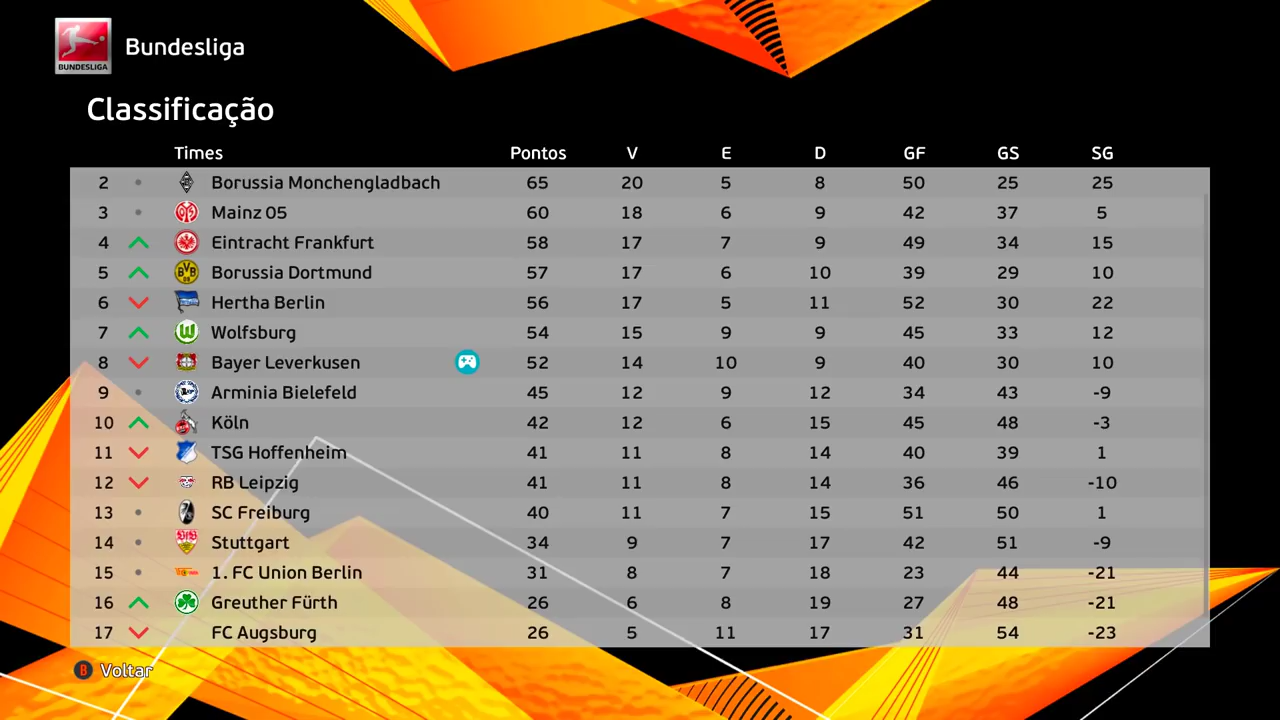 BUNDESLIGA
Bundesliga
Classificação
Times Pontos V E D GF GS SG
2 Borussia Monchengladbach 65 20 5 8 50 25 25
3 Mainz 05 60 18 6 9 42 37 5
4 Eintracht Frankfurt 58 17 7 9 49 34 15
5 BVB 09 Borussia Dortmund 57 17 6 10 39 29 10
6 Hertha Berlin 56 17 5 11 52 30 22
7 W Wolfsburg 54 15 9 9 45 33 12
8 Bayer Leverkusen 52 14 10 9 40 30 10
9 Arminia Bielefeld 45 12 9 12 34 43 -9
10 Köln 42 12 6 15 45 48 -3
11 TSG Hoffenheim 41 11 8 14 40 39 1
12 RB Leipzig 41 11 8 14 36 46 -10
13 SC Freiburg 40 11 7 15 51 50 1
14 Stuttgart 34 9 7 17 42 51 -9
15 1. FC Union Berlin 31 8 7 18 23 44 -21
16 Greuther Fürth 26 6 8 19 27 48 -21
17 FC Augsburg 26 5 11 17 31 54 -23
B Voltar